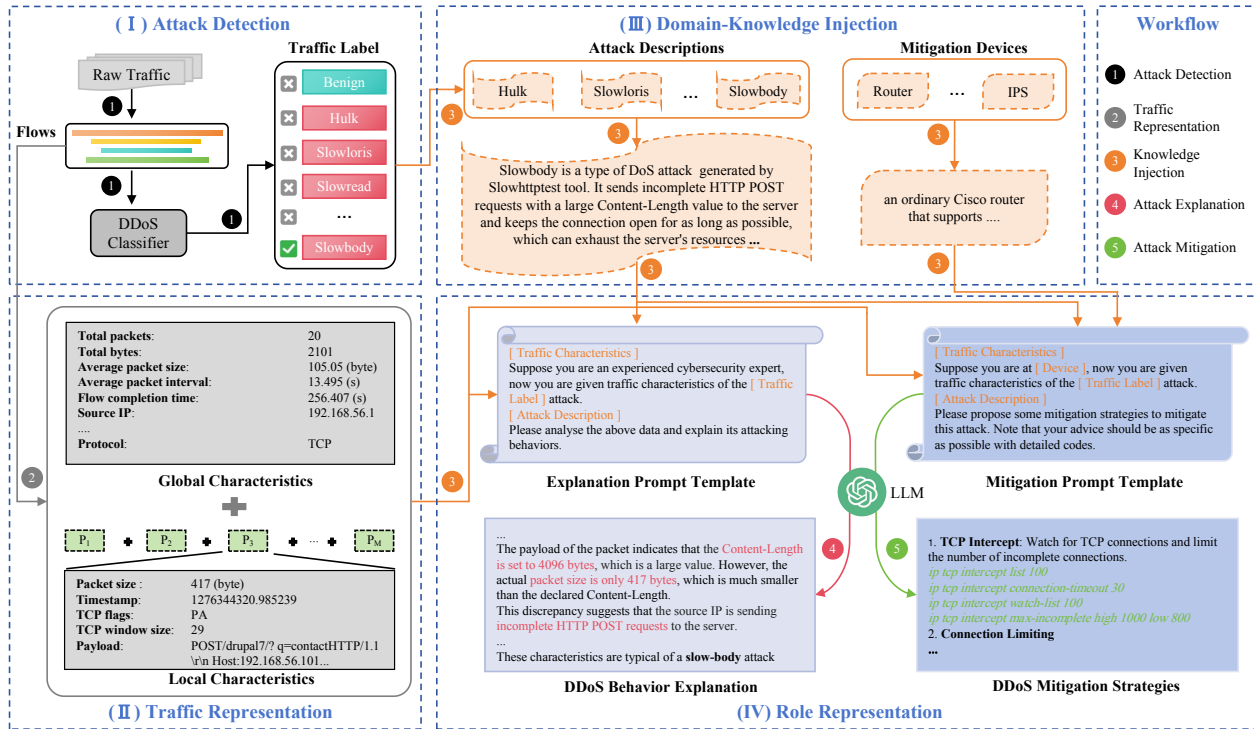 (Ⅰ) Attack Detection
Raw Traffic
1
Flows
1
DDoS
Classifier
1
Traffic Label
Benign
Hulk
Slowloris
Slowread
...
Slowbody
(Ⅲ) Domain-Knowledge Injection
Attack Descriptions
Hulk
Slowloris
...
Slowbody
3
3
Slowbody is a type of DoS attack generated by
Slowhttptest tool. It sends incomplete HTTP POST
requests with a large Content-Length value to the server
and keeps the connection open for as long as possible,
which can exhaust the server's resources ...
3
Mitigation Devices
Router
...
IPS
3
an ordinary Cisco router
that supports ....
3
Workflow
1 Attack Detection
2 Traffic
Representation
3 Knowledge
Injection
4 Attack Explanation
5 Attack Mitigation
Total packets: 20
Total bytes: 2101
Average packet size: 105.05 (byte)
Average packet interval: 13.495 (s)
Flow completion time: 256.407 (s)
Source IP: 192.168.56.1
....
Protocol: TCP
2
Global Characteristics
P1 P2 P3 ... PM
Packet size : 417 (byte)
Timestamp: 1276344320.985239
TCP flags: PA
TCP window size: 29
Payload: POST/drupal7/? q=contactHTTP/1.1
\r\n Host:192.168.56.101...
Local Characteristics
(Ⅱ) Traffic Representation
3
[ Traffic Characteristics ]
Suppose you are an experienced cybersecurity expert,
now you are given traffic characteristics of the [ Traffic
Label ] attack.
[ Attack Description ]
Please analyse the above data and explain its attacking
behaviors.
Explanation Prompt Template
[ Traffic Characteristics ]
Suppose you are at [ Device ], now you are given
traffic characteristics of the [ Traffic Label ] attack.
[ Attack Description ]
Please propose some mitigation strategies to mitigate
this attack. Note that your advice should be as specific
as possible with detailed codes.
Mitigation Prompt Template
LLM
4
5
...
The payload of the packet indicates that the Content-Length
is set to 4096 bytes, which is a large value. However, the
actual packet size is only 417 bytes, which is much smaller
than the declared Content-Length.
This discrepancy suggests that the source IP is sending
incomplete HTTP POST requests to the server.
...
These characteristics are typical of a slow-body attack
DDoS Behavior Explanation
1. TCP Intercept: Watch for TCP connections and limit
the number of incomplete connections.
ip tcp intercept list 100
ip tcp intercept connection-timeout 30
ip tcp intercept watch-list 100
ip tcp intercept max-incomplete high 1000 low 800
2. Connection Limiting
...
DDoS Mitigation Strategies
(IV) Role Representation